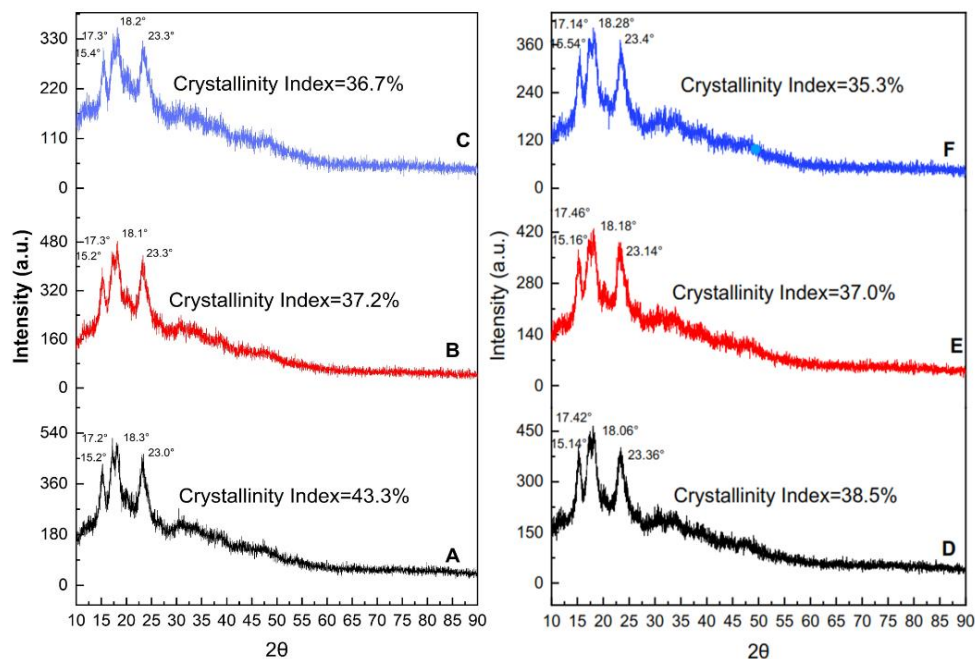 18.2°
17.3° 23.3°
15.4°
330
Crystallinity Index=36.7%
220
110
C
0
18.1°
17.3°
480
15.2° 23.3°
320
Crystallinity Index=37.2%
160
B
0
540
17.2° 18.3°
15.2° 23.0°
360
Crystallinity Index=43.3%
180
A
0
10 15 20 25 30 35 40 45 50 55 60 65 70 75 80 85 90
2θ
Intensity (a.u.)
17.14° 18.28°
15.54° 23.4°
360
Crystallinity Index=35.3%
240
120
F
0
17.46°
18.18°
420
15.16° 23.14°
280
Crystallinity Index=37.0%
140
E
0
17.42° 18.06°
450
15.14°
23.36°
300
Crystallinity Index=38.5%
150
D
0
10 15 20 25 30 35 40 45 50 55 60 65 70 75 80 85 90
2θ
Intensity (a.u.)